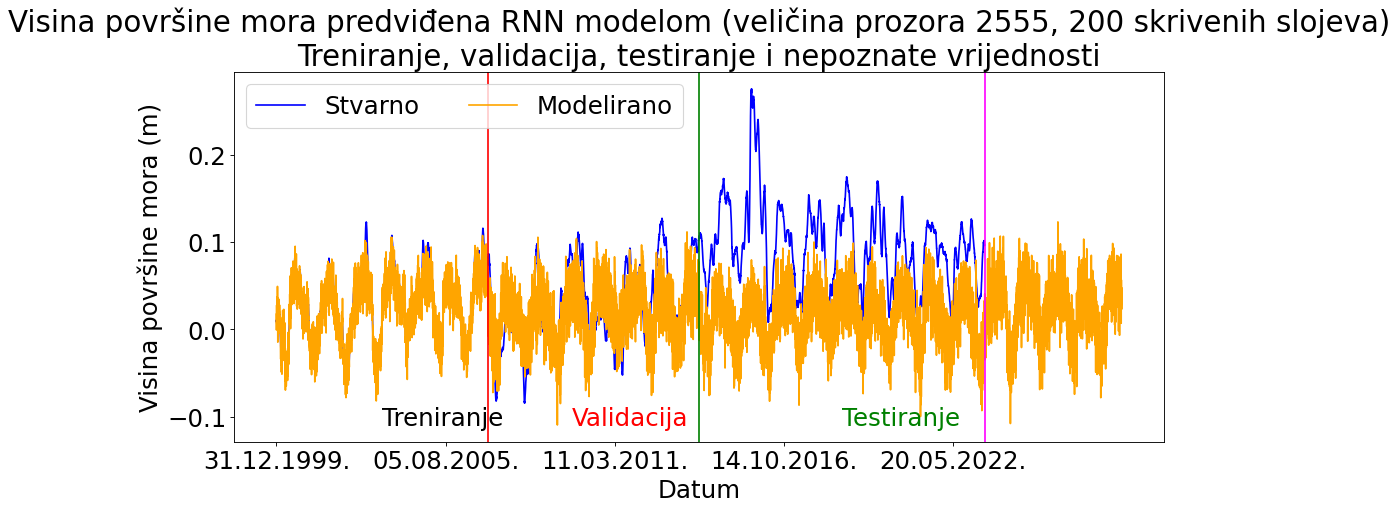 Visina površine mora predviđena RNN modelom (veličina prozora 2555, 200 skrivenih slojeva)
Treniranje, validacija, testiranje i nepoznate vrijednosti
Stvarno Modelirano
Visina površine mora (m)
0.2
0.1
0.0
−0.1
Treniranje Validacija Testiranje
31.12.1999. 05.08.2005. 11.03.2011. 14.10.2016. 20.05.2022.
Datum